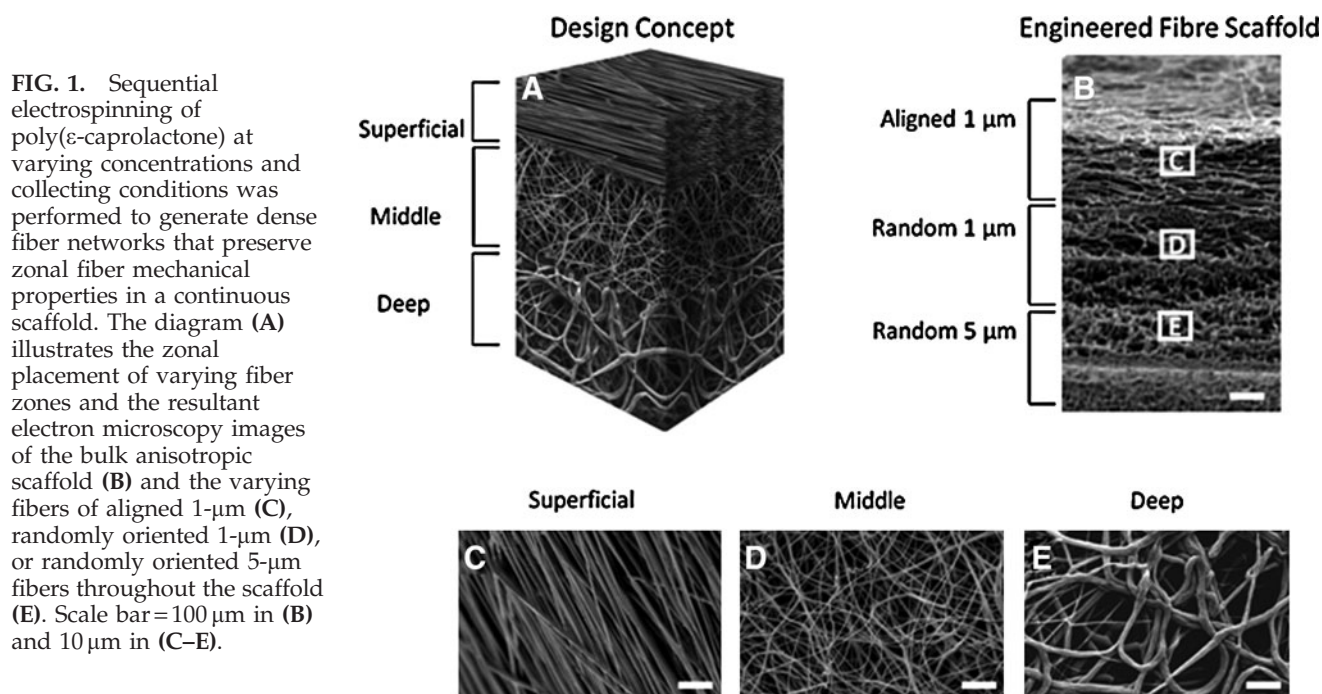 FIG. 1. Sequential
electrospinning of
poly(ε-caprolactone) at
varying concentrations and
collecting conditions was
performed to generate dense
fiber networks that preserve
zonal fiber mechanical
properties in a continuous
scaffold. The diagram (A)
illustrates the zonal
placement of varying fiber
zones and the resultant
electron microscopy images
of the bulk anisotropic
scaffold (B) and the varying
fibers of aligned 1-μm (C),
randomly oriented 1-μm (D),
or randomly oriented 5-μm
fibers throughout the scaffold
(E). Scale bar = 100 μm in (B)
and 10 μm in (C–E).
Design Concept
A
Superficial
Middle
Deep
Engineered Fibre Scaffold
B
Aligned 1 μm
C
Random 1 μm
D
Random 5 μm
E
Superficial
Middle
Deep
C
D
E